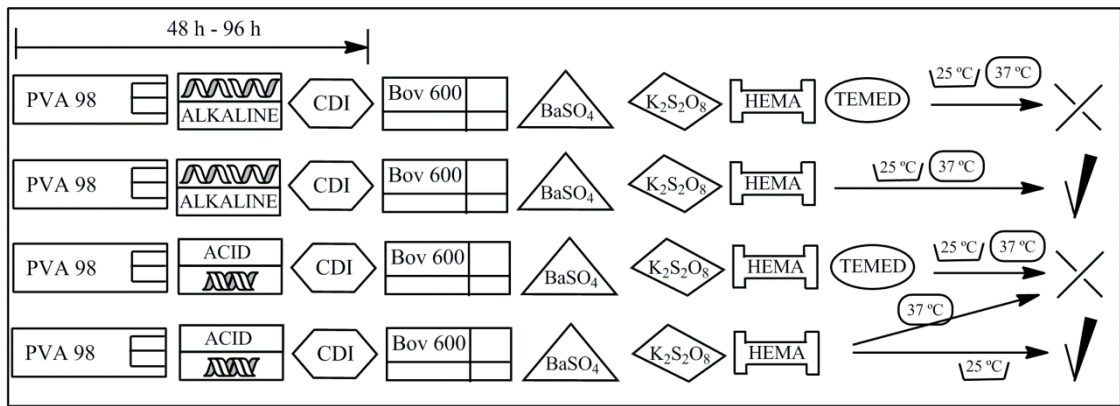 48 h - 96 h
PVA 98 ALKALINE CDI Bov 600 BaSO₄ K₂S₂O₈ HEMA TEMED 25 ºC 37 ºC
PVA 98 ALKALINE CDI Bov 600 BaSO₄ K₂S₂O₈ HEMA 25 ºC 37 ºC
PVA 98 ACID CDI Bov 600 BaSO₄ K₂S₂O₈ HEMA TEMED 25 ºC 37 ºC
37 ºC
PVA 98 ACID CDI Bov 600 BaSO₄ K₂S₂O₈ HEMA 25 ºC